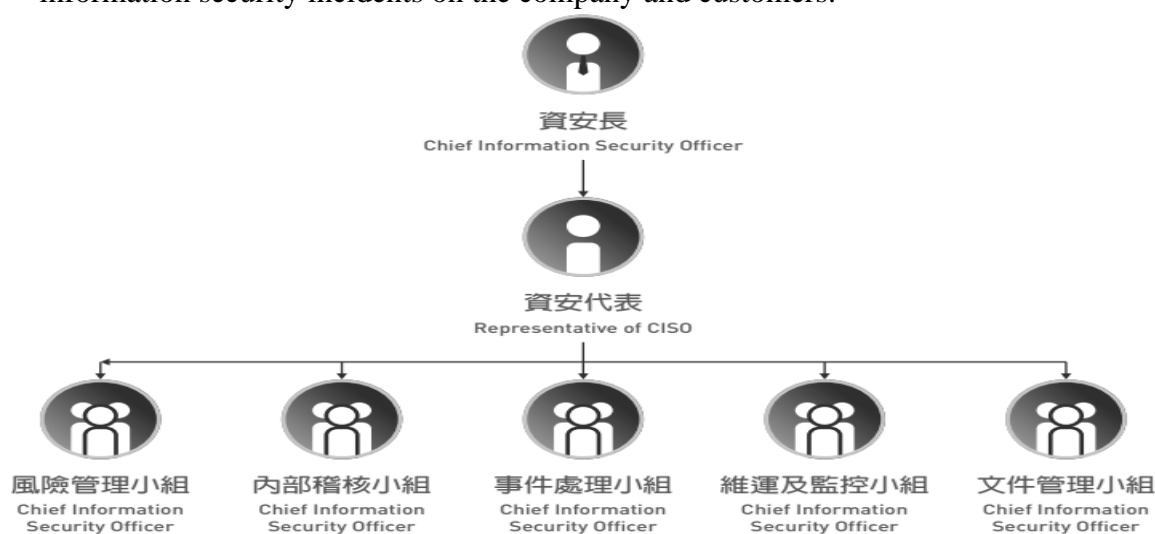 information security incidents on the company and customers.
資安長
Chief Information Security Officer
資安代表
Representative of CISO
風險管理小組
Chief Information
Security Officer
內部稽核小組
Chief Information
Security Officer
事件處理小組
Chief Information
Security Officer
維運及監控小組
Chief Information
Security Officer
文件管理小組
Chief Information
Security Officer